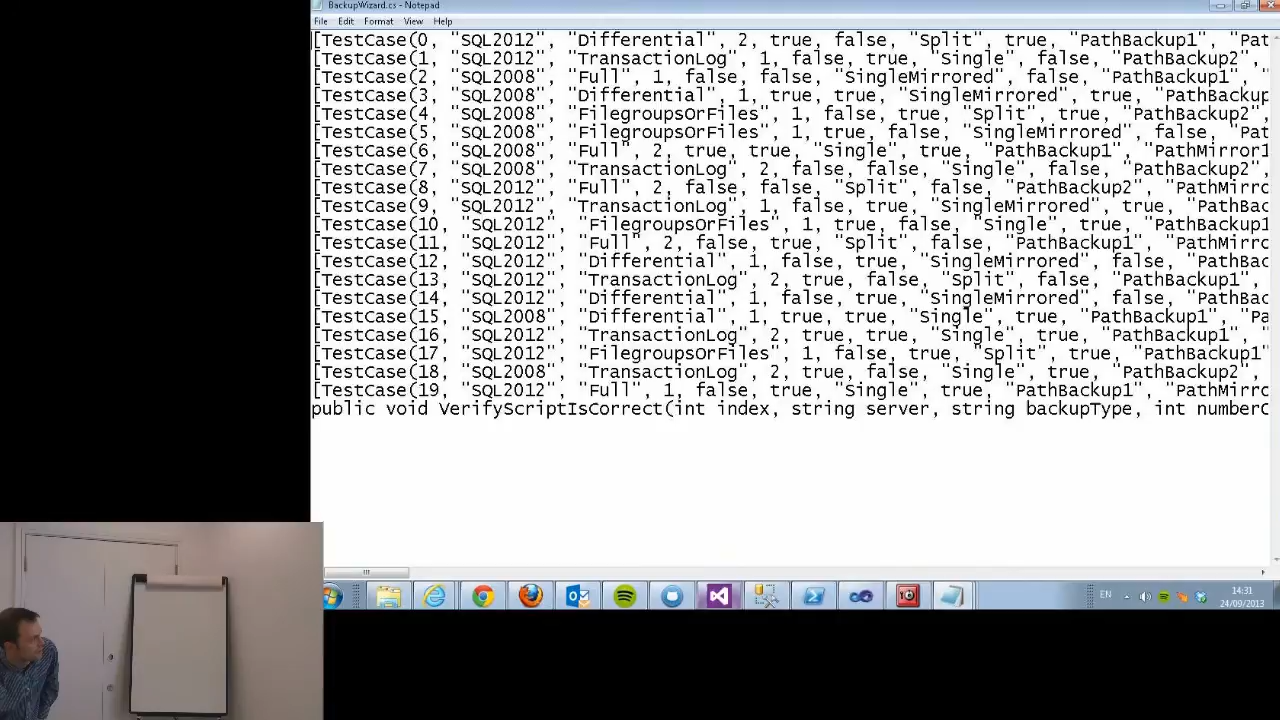 BackupWizard.cs - Notepad
File Edit Format View Help
[TestCase(0, "SQL2012", "Differential", 2, true, false, "Split", true, "PathBackup1", "Pat
[TestCase(1, "SQL2012", "TransactionLog", 1, false, true, "Single", false, "PathBackup2",
[TestCase(2, "SQL2008", "Full", 1, false, false, "SingleMirrored", false, "PathBackup1", "
[TestCase(3, "SQL2008", "Differential", 1, true, true, "SingleMirrored", true, "PathBackup
[TestCase(4, "SQL2008", "FilegroupsOrFiles", 1, false, true, "Split", true, "PathBackup2",
[TestCase(5, "SQL2008", "FilegroupsOrFiles", 1, true, false, "SingleMirrored", false, "Pat
[TestCase(6, "SQL2008", "Full", 2, true, true, "Single", true, "PathBackup1", "PathMirror1
[TestCase(7, "SQL2008", "TransactionLog", 2, false, false, "Single", false, "PathBackup2",
[TestCase(8, "SQL2012", "Full", 2, false, false, "Split", false, "PathBackup2", "PathMirro
[TestCase(9, "SQL2012", "TransactionLog", 1, false, false, "SingleMirrored", true, "PathBa
[TestCase(10, "SQL2012", "FilegroupsOrFiles", 1, true, false, "Single", true, "PathBackup1
[TestCase(11, "SQL2012", "Full", 2, false, true, "Split", false, "PathBackup1", "PathMirro
[TestCase(12, "SQL2012", "Differential", 1, false, true, "SingleMirrored", false, "PathBac
[TestCase(13, "SQL2012", "TransactionLog", 2, true, false, "Split", false, "PathBackup1",
[TestCase(14, "SQL2012", "Differential", 1, false, true, "SingleMirrored", false, "PathBac
[TestCase(15, "SQL2008", "Differential", 1, true, true, "Single", true, "PathBackup1", "Pa
[TestCase(16, "SQL2012", "TransactionLog", 2, true, true, "Single", true, "PathBackup1", "
[TestCase(17, "SQL2012", "FilegroupsOrFiles", 1, false, true, "Split", true, "PathBackup1"
[TestCase(18, "SQL2008", "TransactionLog", 2, true, false, "Single", true, "PathBackup2",
[TestCase(19, "SQL2012", "Full", 1, false, true, "Single", true, "PathBackup1", "PathMirro
public void VerifyScriptIsCorrect(int index, string server, string backupType, int numberO
EN
14:31
24/09/2013